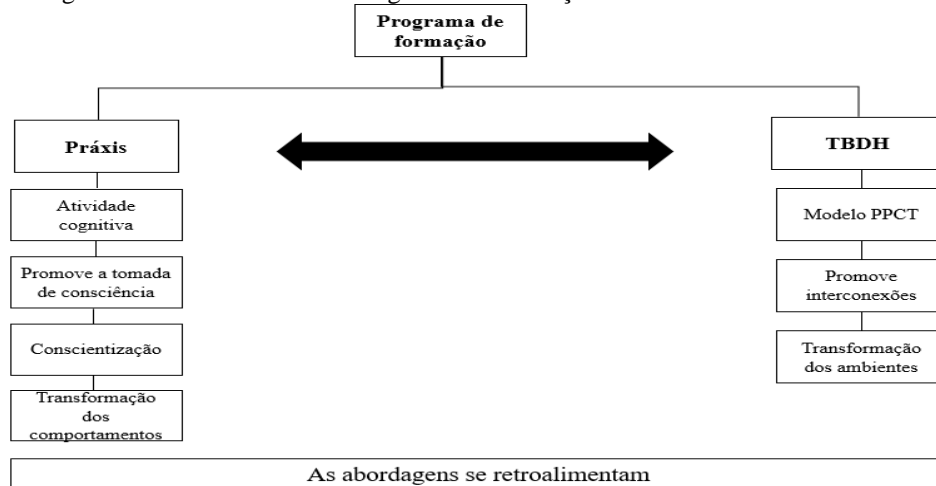 Programa de
formação
Práxis
TBDH
Atividade
cognitiva
Modelo PPCT
Promove a tomada
de consciência
Promove
interconexões
Conscientização
Transformação
dos ambientes
Transformação
dos
comportamentos
As abordagens se retroalimentam